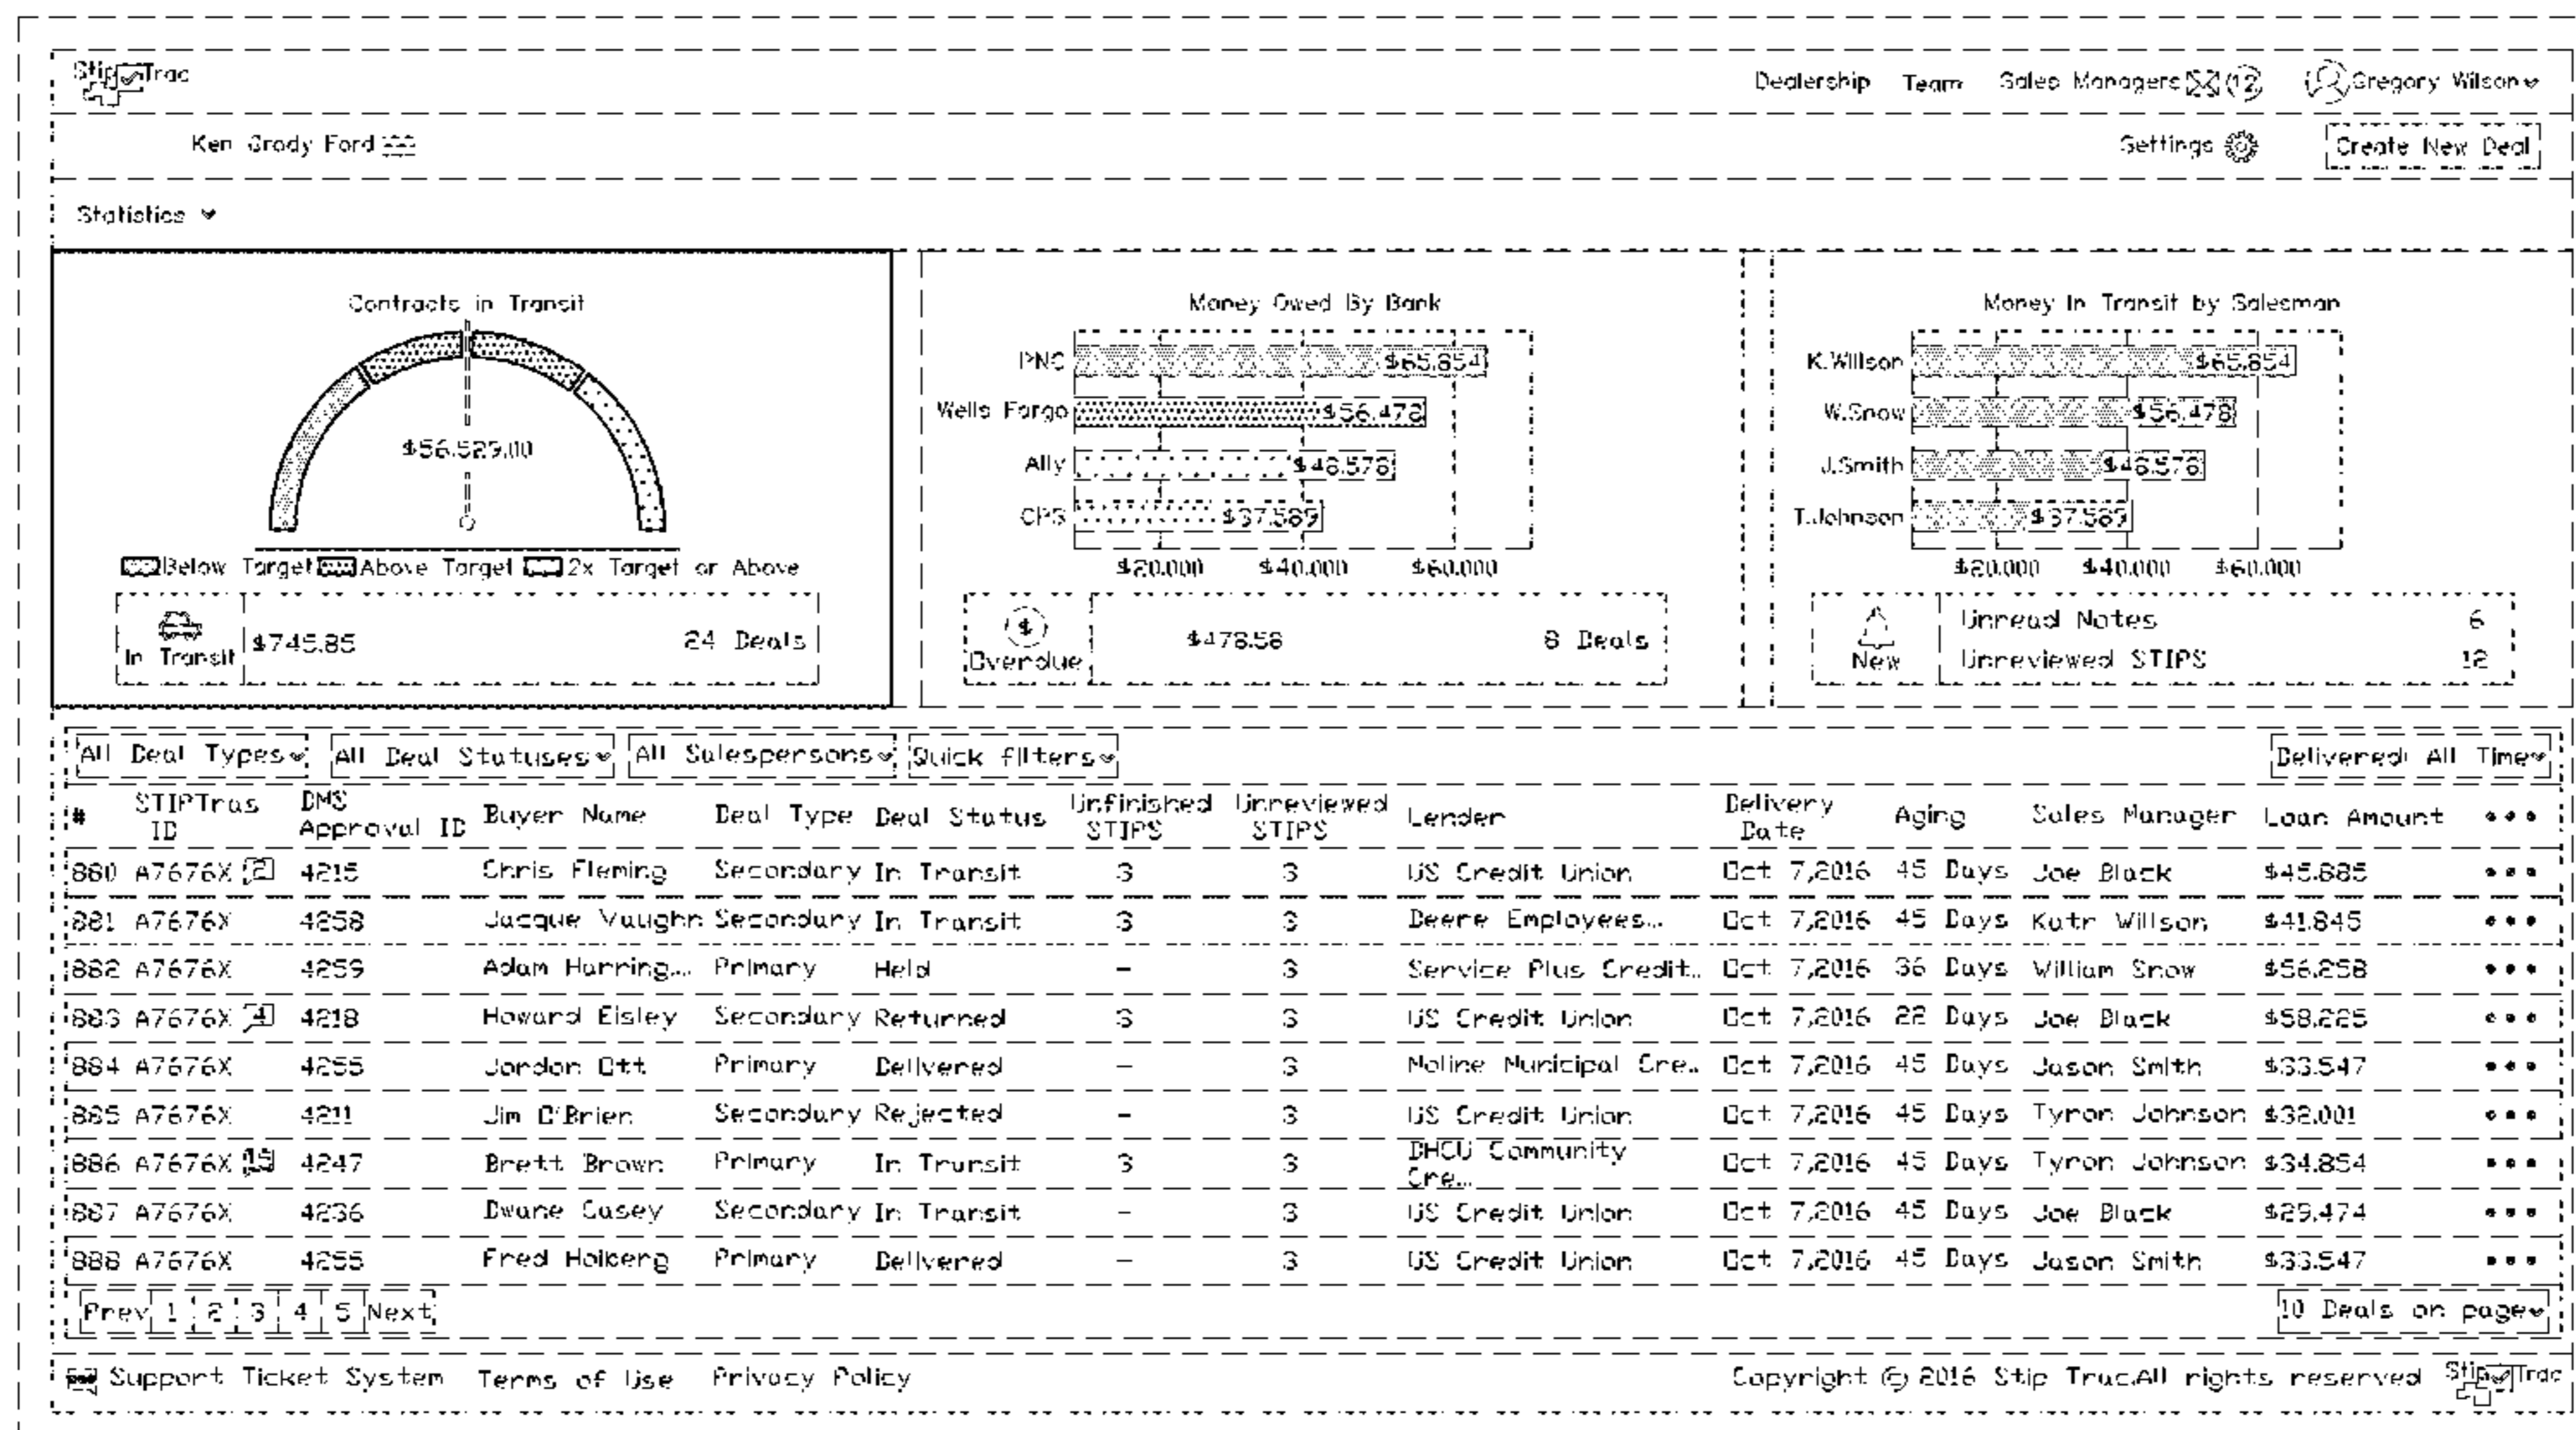 Stip Trac
Dealership Team Sales Managers 12 Gregory Wilson
Ken Grody Ford
Settings
Create New Deal
Statistics
Contracts in Transit
$56.529.00
Below Target Above Target 2x Target or Above
In Transit $745.85 24 Deals
Money Owed By Bank
PNC $65.854
Wells Fargo $56.478
Ally $48.578
CPS $37.589
$20.000 $40.000 $60.000
Overdue $478.58 8 Deals
Money In Transit by Salesman
K.Willson $65.854
W.Snow $56.478
J.Smith $48.578
T.Johnson $37.589
$20.000 $40.000 $60.000
New
Unread Notes 6
Unreviewed STIPS 12
All Deal Types All Deal Statuses All Salespersons Quick filters Delivered: All Time
# STIPTras ID DMS Approval ID Buyer Name Deal Type Deal Status Unfinished STIPS Unreviewed STIPS Lender Delivery Date Aging Sales Manager Loan Amount •••
880 A7676X 2 4215 Chris Fleming Secondary In Transit 3 3 US Credit Union Oct 7,2016 45 Days Joe Black $45.885 •••
881 A7676X 4258 Jacque Vaughn Secondary In Transit 3 3 Deere Employees... Oct 7,2016 45 Days Katr Willson $41.845 •••
882 A7676X 4259 Adam Harring... Primary Held – 3 Service Plus Credit.. Oct 7,2016 36 Days William Snow $56.258 •••
883 A7676X 4 4218 Howard Eisley Secondary Returned 3 3 US Credit Union Oct 7,2016 22 Days Joe Black $58.225 •••
884 A7676X 4255 Jordon Ott Primary Delivered – 3 Moline Municipal Cre.. Oct 7,2016 45 Days Jason Smith $33.547 •••
885 A7676X 4211 Jim O'Brien Secondary Rejected – 3 US Credit Union Oct 7,2016 45 Days Tyron Johnson $32.001 •••
886 A7676X 4247 Brett Brown Primary In Transit 3 3 DHCU Community Cre... Oct 7,2016 45 Days Tyron Johnson $34.854 •••
887 A7676X 4236 Dwane Casey Secondary In Transit – 3 US Credit Union Oct 7,2016 45 Days Joe Black $29.474 •••
888 A7676X 4255 Fred Hoiberg Primary Delivered – 3 US Credit Union Oct 7,2016 45 Days Jason Smith $33.547 •••
Prev 1 2 3 4 5 Next 10 Deals on page
Support Ticket System Terms of Use Privacy Policy Copyright © 2016 Stip Trac.All rights reserved Stip Trac